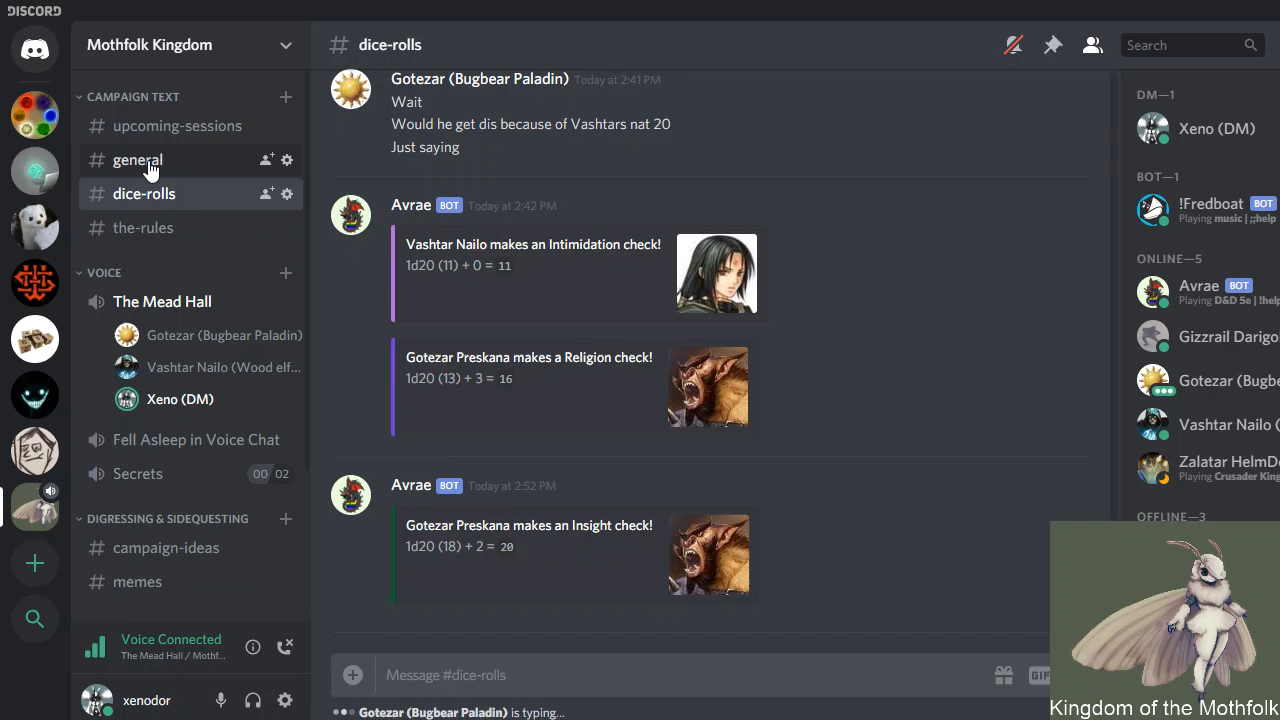 DISCORD
Mothfolk Kingdom
CAMPAIGN TEXT
upcoming-sessions
general
dice-rolls
the-rules
VOICE
The Mead Hall
Gotezar (Bugbear Paladin)
Vashtar Nailo (Wood elf...
Xeno (DM)
Fell Asleep in Voice Chat
Secrets 00 02
DIGRESSING & SIDEQUESTING
campaign-ideas
memes
Voice Connected
The Mead Hall / Mothf...
xenodor
# dice-rolls
Search
Gotezar (Bugbear Paladin) Today at 2:41 PM
Wait
Would he get dis because of Vashtars nat 20
Just saying
Avrae BOT Today at 2:42 PM
Vashtar Nailo makes an Intimidation check!
1d20 (11) + 0 = 11
Gotezar Preskana makes a Religion check!
1d20 (13) + 3 = 16
Avrae BOT Today at 2:52 PM
Gotezar Preskana makes an Insight check!
1d20 (18) + 2 = 20
Message #dice-rolls
GIF
Gotezar (Bugbear Paladin) is typing...
DM—1
Xeno (DM)
BOT—1
!Fredboat BOT
Playing music | ;;help
ONLINE—5
Avrae BOT
Playing D&D 5e | !help
Gizzrail Darigo
Gotezar (Bugbe
Vashtar Nailo (
Zalatar HelmD
Playing Crusader King
OFFLINE—3
Kingdom of the Mothfolk